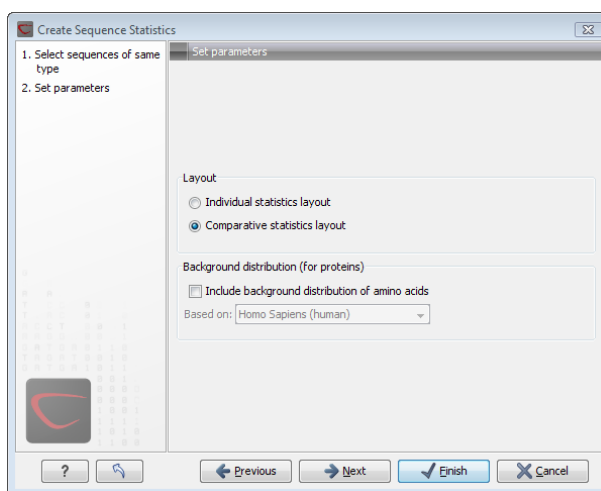 Create Sequence Statistics
1. Select sequences of same
type
2. Set parameters
Set parameters
Layout
Individual statistics layout
Comparative statistics layout
Background distribution (for proteins)
Include background distribution of amino acids
Based on: Homo Sapiens (human)
? Previous Next Finish Cancel